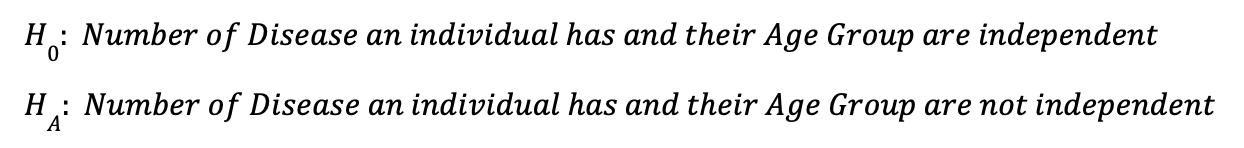 H₀: Number of Disease an individual has and their Age Group are independent
H_A: Number of Disease an individual has and their Age Group are not independent